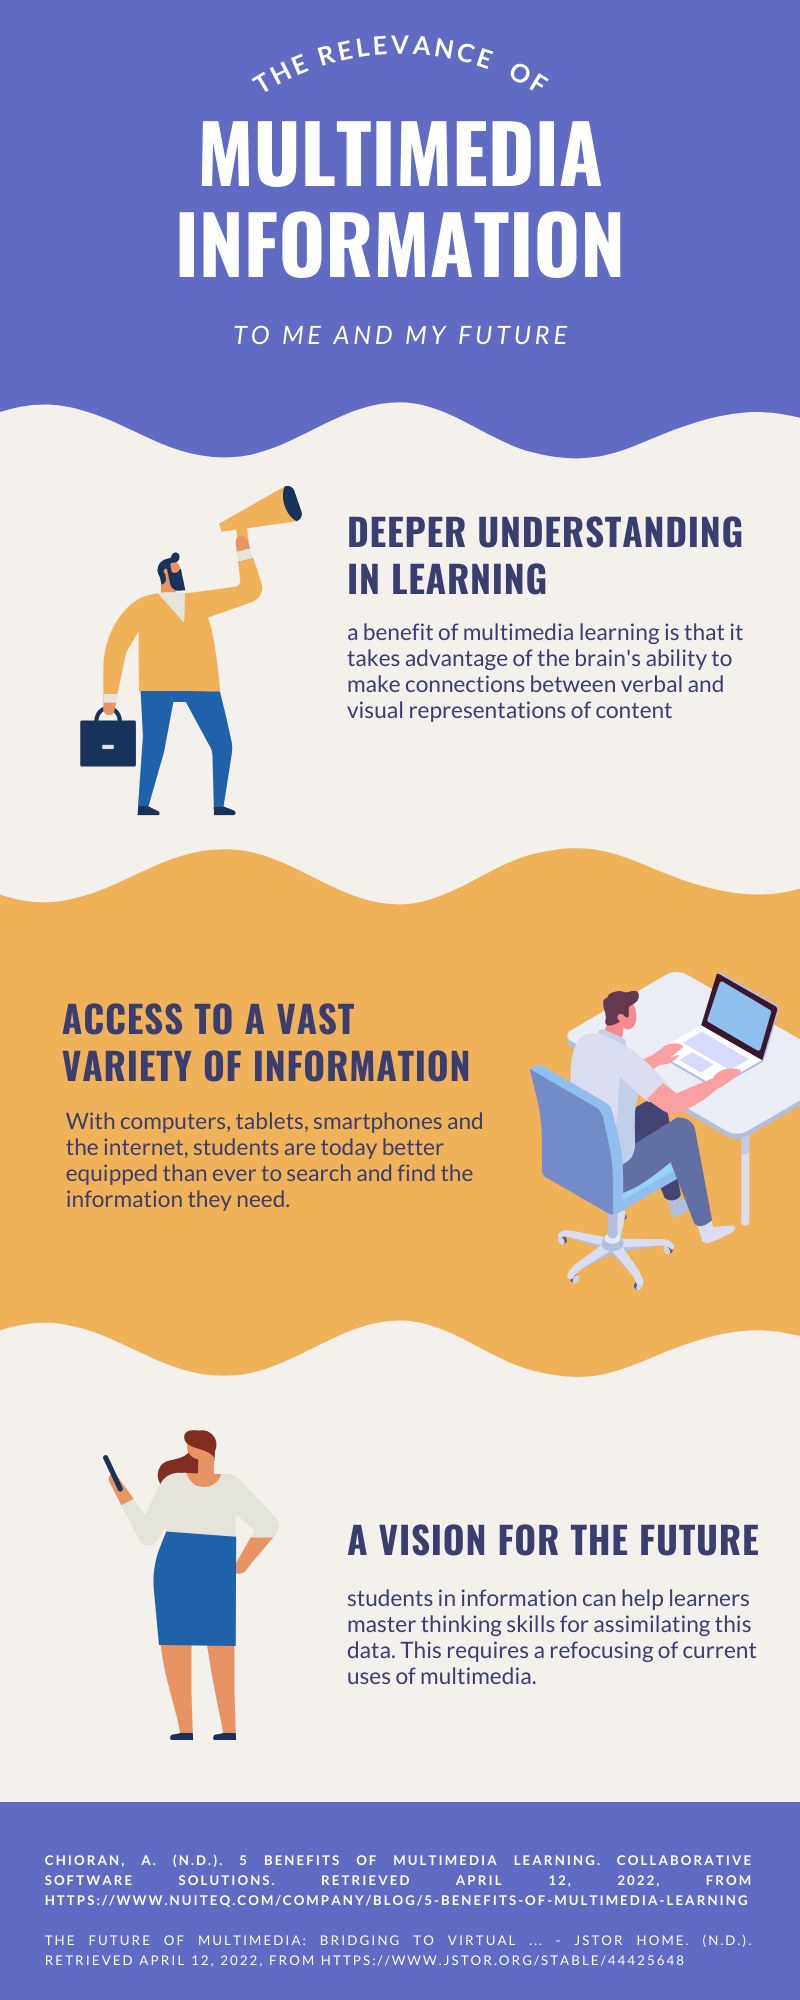 THE RELEVANCE OF
MULTIMEDIA
INFORMATION
TO ME AND MY FUTURE
DEEPER UNDERSTANDING
IN LEARNING
a benefit of multimedia learning is that it
takes advantage of the brain's ability to
make connections between verbal and
visual representations of content
ACCESS TO A VAST
VARIETY OF INFORMATION
With computers, tablets, smartphones and
the internet, students are today better
equipped than ever to search and find the
information they need.
A VISION FOR THE FUTURE
students in information can help learners
master thinking skills for assimilating this
data. This requires a refocusing of current
uses of multimedia.
CHIORAN, A. (N.D.). 5 BENEFITS OF MULTIMEDIA LEARNING. COLLABORATIVE
SOFTWARE SOLUTIONS. RETRIEVED APRIL 12, 2022, FROM
HTTPS://WWW.NUITEQ.COM/COMPANY/BLOG/5-BENEFITS-OF-MULTIMEDIA-LEARNING
THE FUTURE OF MULTIMEDIA: BRIDGING TO VIRTUAL ... - JSTOR HOME. (N.D.).
RETRIEVED APRIL 12, 2022, FROM HTTPS://WWW.JSTOR.ORG/STABLE/44425648